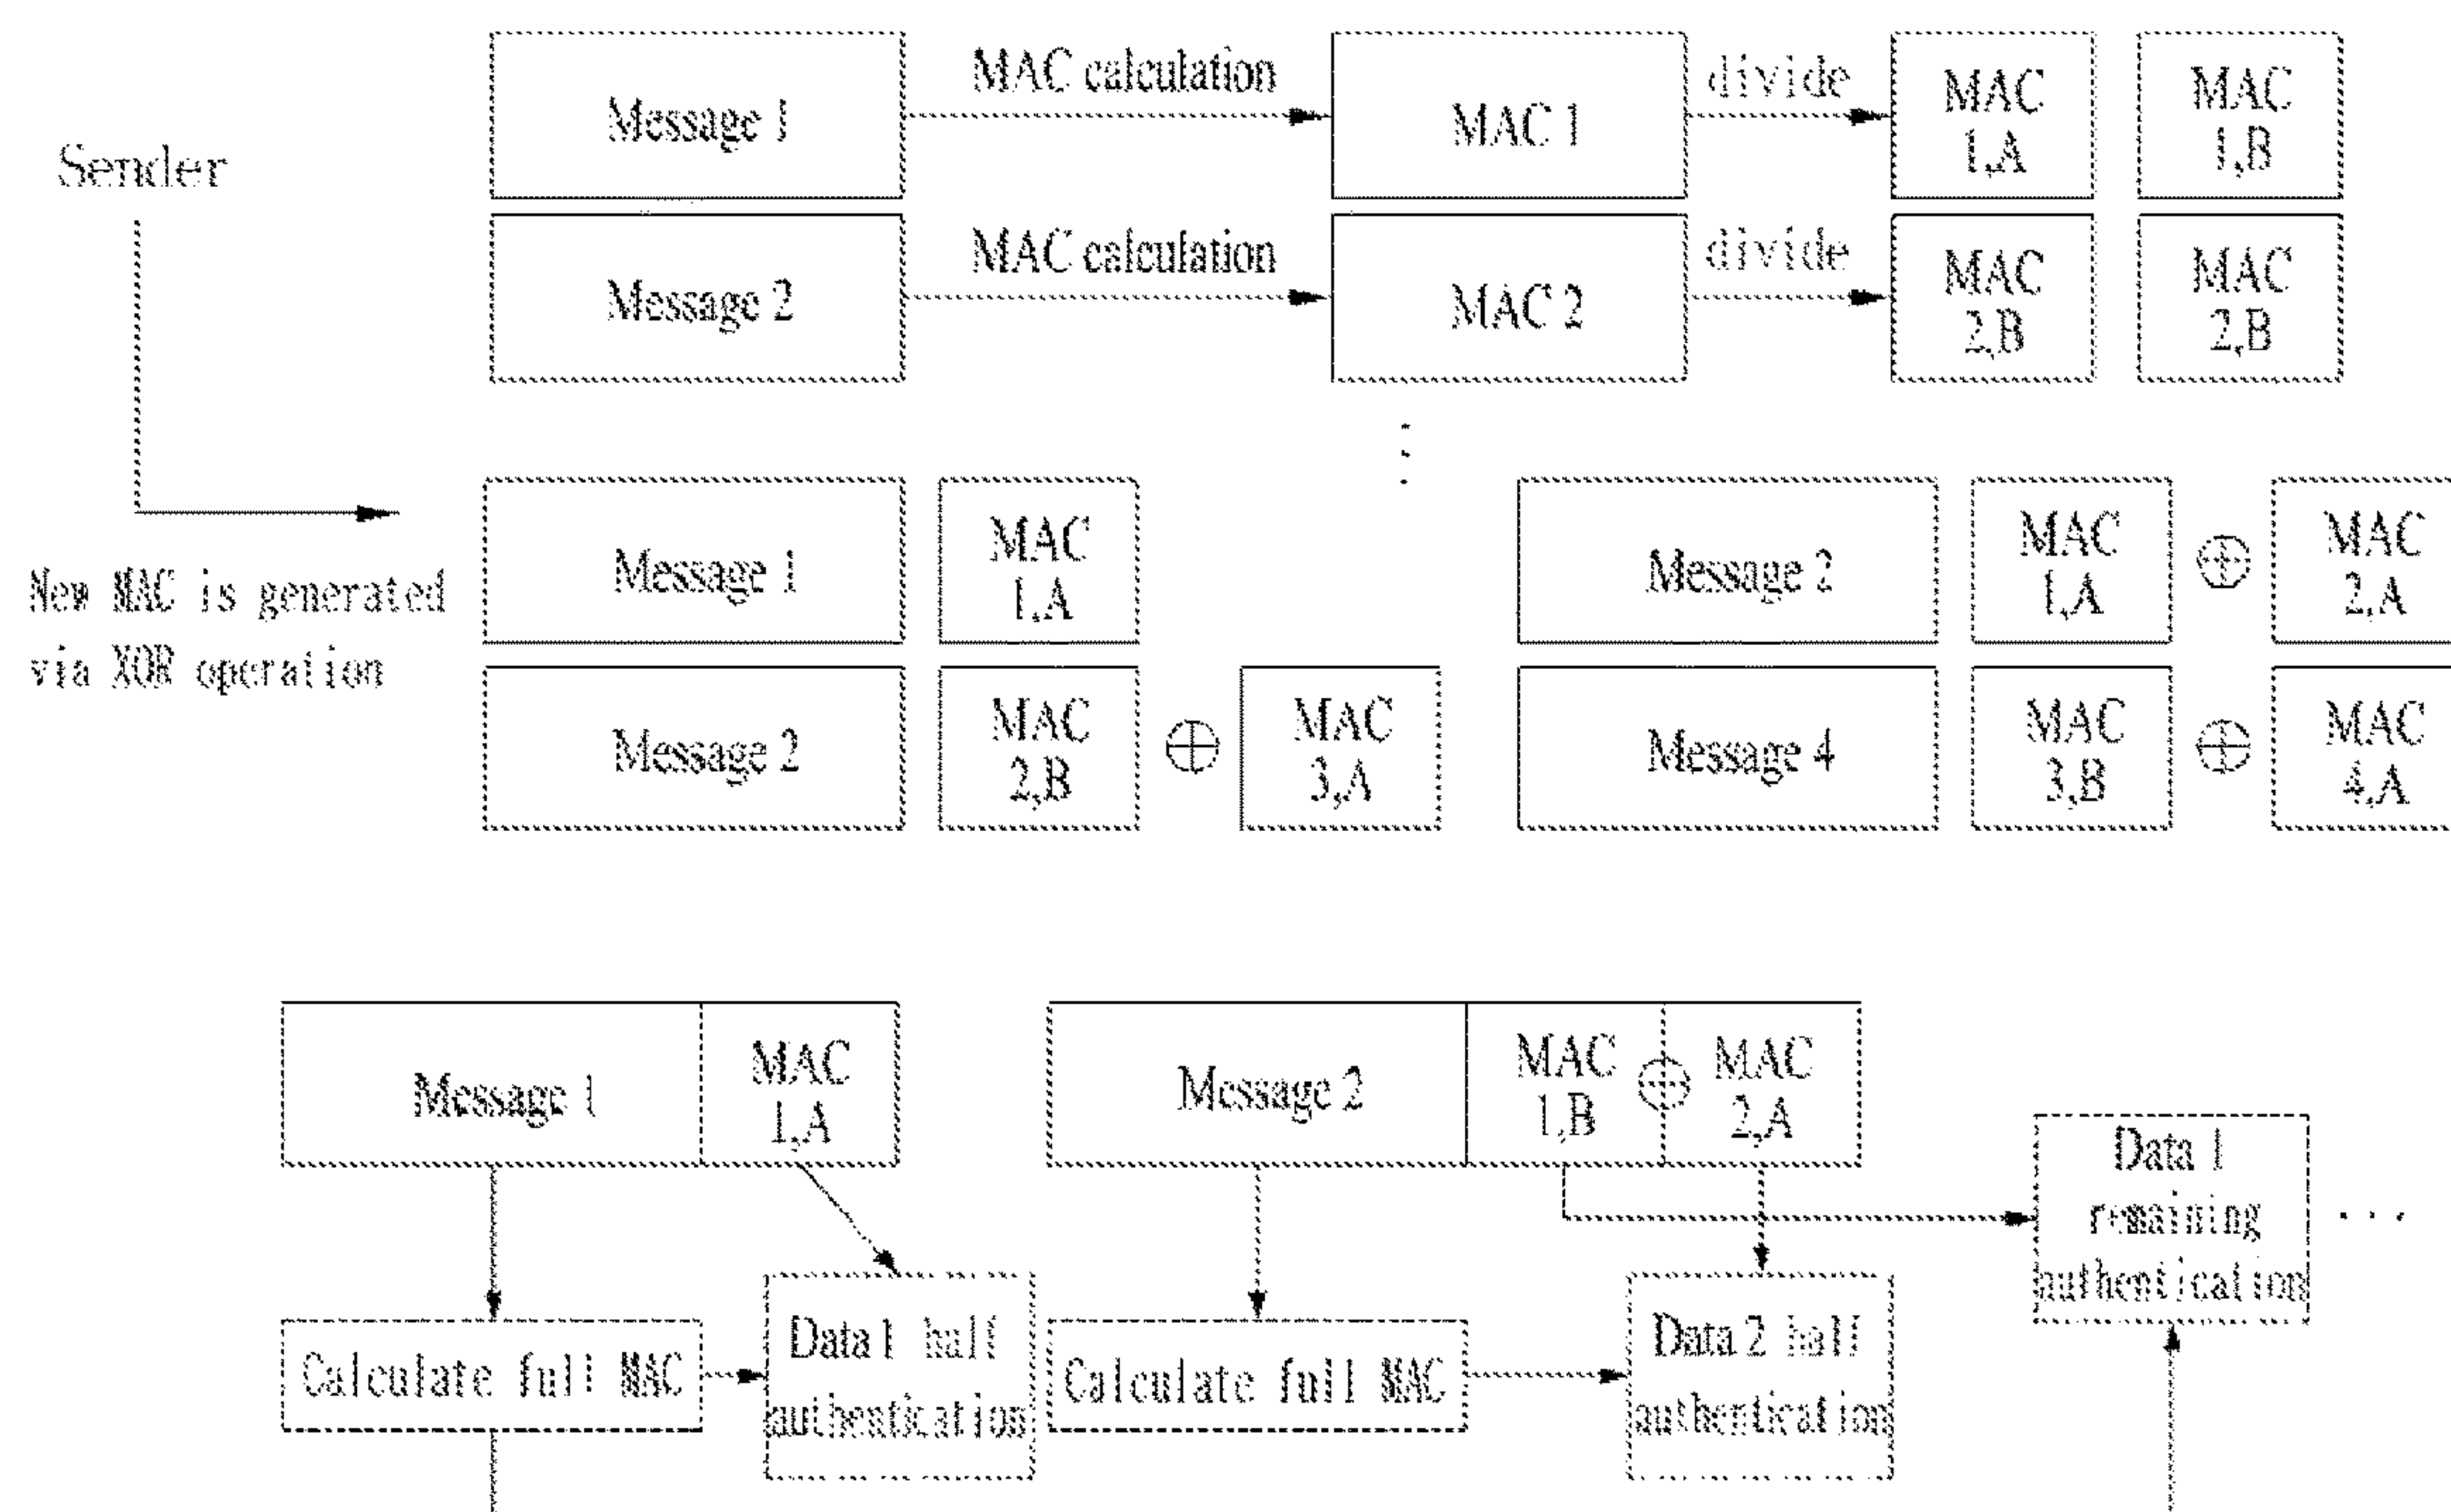 Sender
Message 1
MAC calculation
MAC 1
divide
MAC
1,A
MAC
1,B
Message 2
MAC calculation
MAC 2
divide
MAC
2,B
MAC
2,B
New MAC is generated
via XOR operation
Message 1
MAC
1,A
Message 2
MAC
1,A
MAC
2,A
Message 2
MAC
2,B
MAC
3,A
Message 4
MAC
3,B
MAC
4,A
Message 1
MAC
1,A
Message 2
MAC
1,B
MAC
2,A
Data 1
remaining
authentication
...
Calculate full MAC
Data 1 half
authentication
Calculate full MAC
Data 2 half
authentication